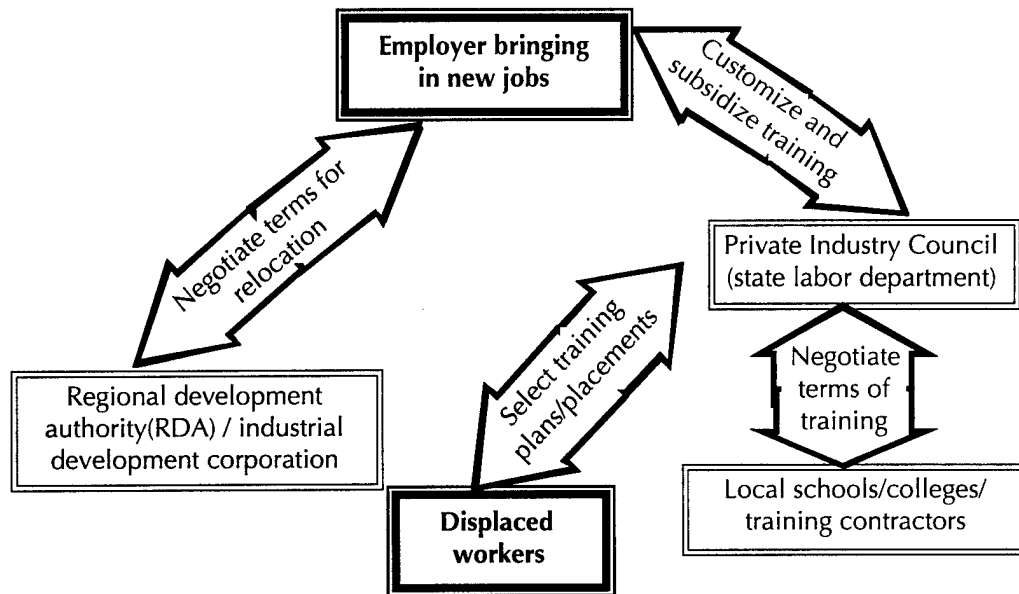 Employer bringing
in new jobs
Customize and
subsidize training
Negotiate terms for
relocation
Private Industry Council
(state labor department)
Select training
plans/placements
Negotiate
terms of
training
Regional development
authority(RDA) / industrial
development corporation
Displaced
workers
Local schools/colleges/
training contractors